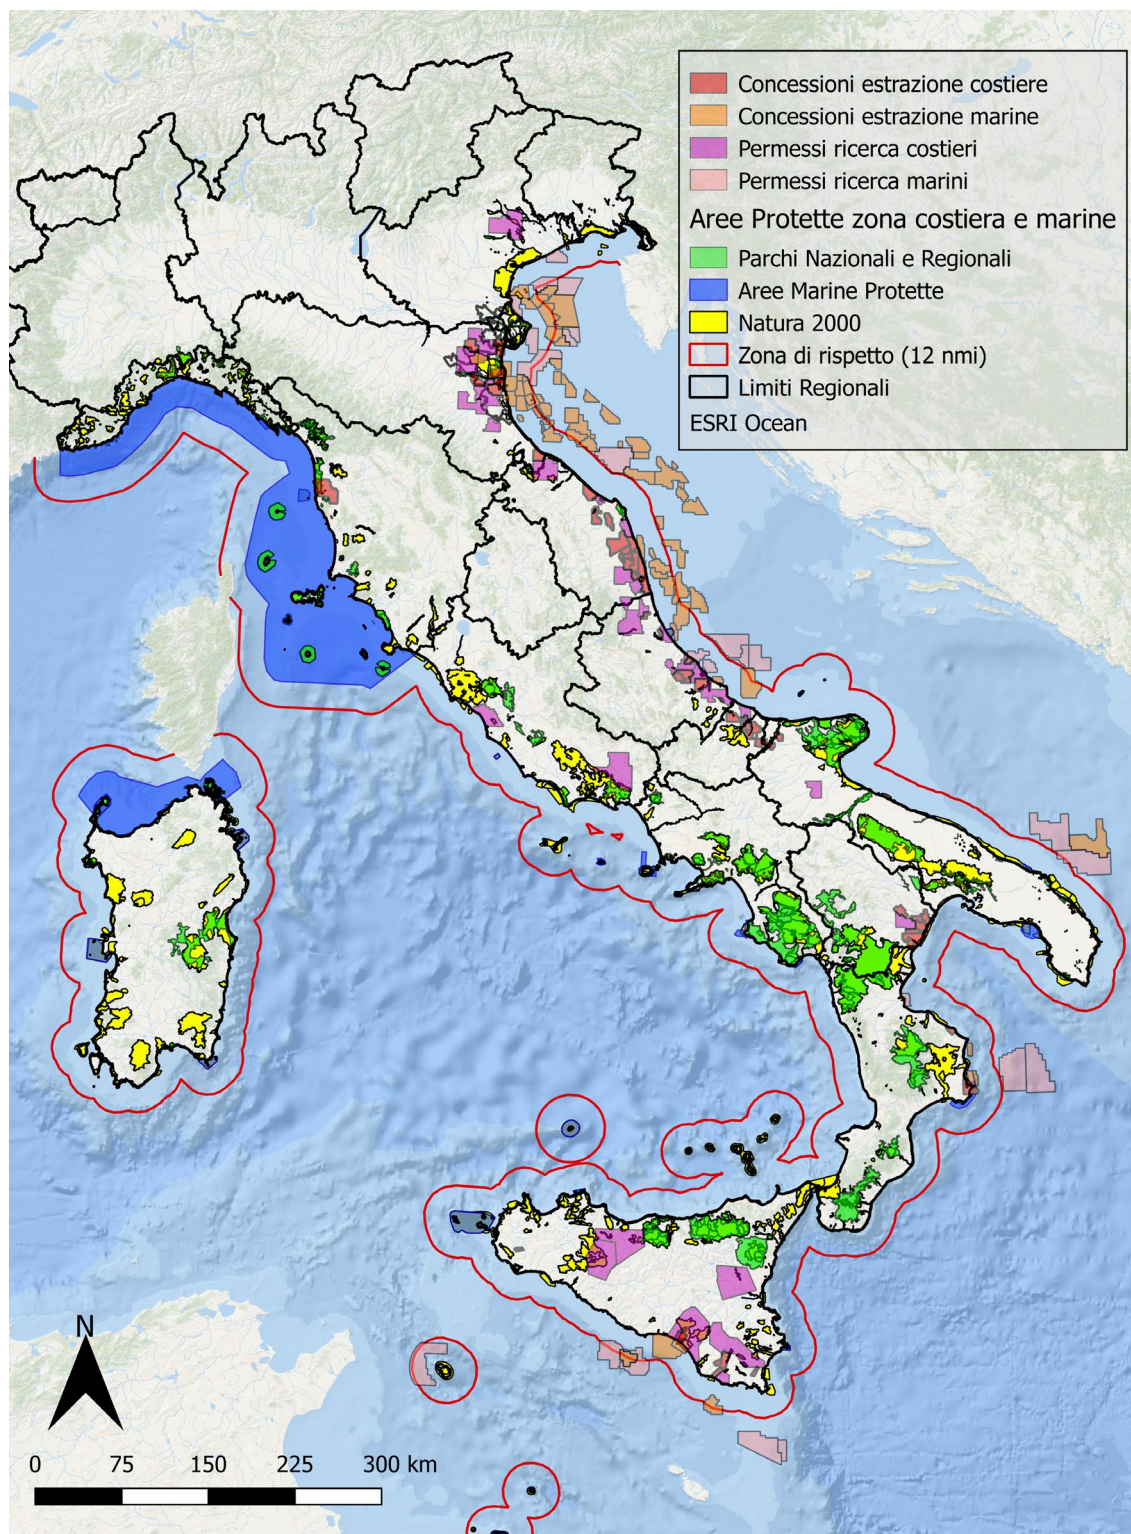 Concessioni estrazione costiere
Concessioni estrazione marine
Permessi ricerca costieri
Permessi ricerca marini
Aree Protette zona costiera e marine
Parchi Nazionali e Regionali
Aree Marine Protette
Natura 2000
Zona di rispetto (12 nmi)
Limiti Regionali
ESRI Ocean
N
0 75 150 225 300 km